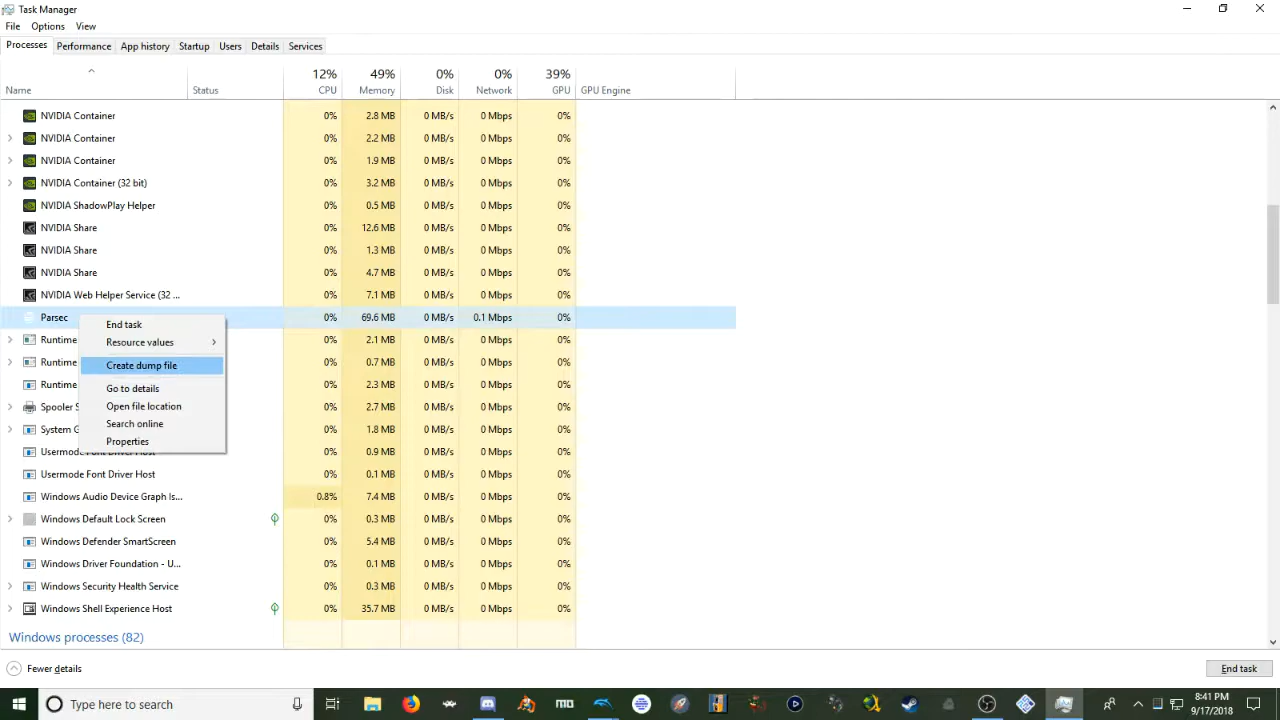 Task Manager
File Options View
Processes Performance App history Startup Users Details Services
12% 49% 0% 0% 39%
Name Status CPU Memory Disk Network GPU GPU Engine
NVIDIA Container 0% 2.8 MB 0 MB/s 0 Mbps 0%
NVIDIA Container 0% 2.2 MB 0 MB/s 0 Mbps 0%
NVIDIA Container 0% 1.9 MB 0 MB/s 0 Mbps 0%
NVIDIA Container (32 bit) 0% 3.2 MB 0 MB/s 0 Mbps 0%
NVIDIA ShadowPlay Helper 0% 0.5 MB 0 MB/s 0 Mbps 0%
NVIDIA Share 0% 12.6 MB 0 MB/s 0 Mbps 0%
NVIDIA Share 0% 1.3 MB 0 MB/s 0 Mbps 0%
NVIDIA Share 0% 4.7 MB 0 MB/s 0 Mbps 0%
NVIDIA Web Helper Service (32 ... 0% 7.1 MB 0 MB/s 0 Mbps 0%
Parsec 0% 69.6 MB 0 MB/s 0.1 Mbps 0%
Runtime 0% 2.1 MB 0 MB/s 0 Mbps 0%
Runtime 0% 0.7 MB 0 MB/s 0 Mbps 0%
Runtime 0% 2.3 MB 0 MB/s 0 Mbps 0%
Spooler S 0% 2.7 MB 0 MB/s 0 Mbps 0%
System G 0% 1.8 MB 0 MB/s 0 Mbps 0%
Usermode Font Driver Host 0% 0.9 MB 0 MB/s 0 Mbps 0%
Usermode Font Driver Host 0% 0.1 MB 0 MB/s 0 Mbps 0%
Windows Audio Device Graph Is... 0.8% 7.4 MB 0 MB/s 0 Mbps 0%
Windows Default Lock Screen 0% 0.3 MB 0 MB/s 0 Mbps 0%
Windows Defender SmartScreen 0% 5.4 MB 0 MB/s 0 Mbps 0%
Windows Driver Foundation - U... 0% 0.1 MB 0 MB/s 0 Mbps 0%
Windows Security Health Service 0% 0.3 MB 0 MB/s 0 Mbps 0%
Windows Shell Experience Host 0% 35.7 MB 0 MB/s 0 Mbps 0%
Windows processes (82)
End task
Resource values
Create dump file
Go to details
Open file location
Search online
Properties
Fewer details End task
Type here to search
8:41 PM
9/17/2018